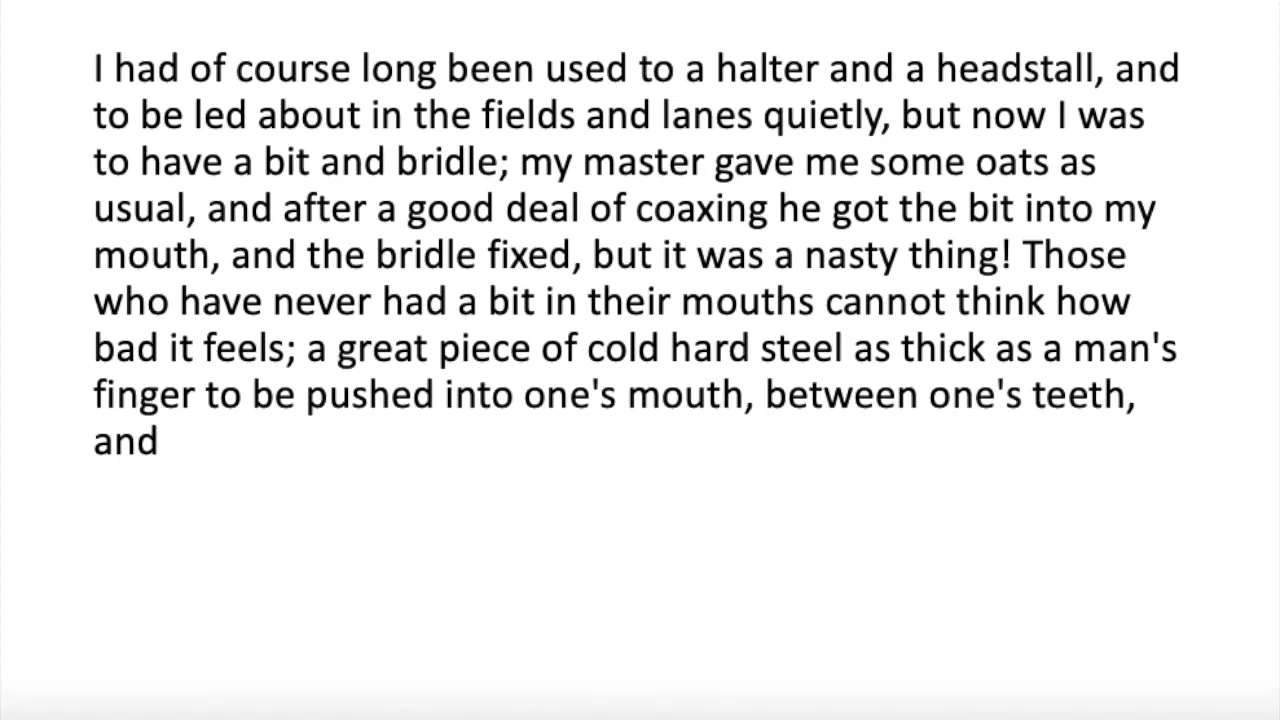 I had of course long been used to a halter and a headstall, and
to be led about in the fields and lanes quietly, but now I was
to have a bit and bridle; my master gave me some oats as
usual, and after a good deal of coaxing he got the bit into my
mouth, and the bridle fixed, but it was a nasty thing! Those
who have never had a bit in their mouths cannot think how
bad it feels; a great piece of cold hard steel as thick as a man's
finger to be pushed into one's mouth, between one's teeth,
and